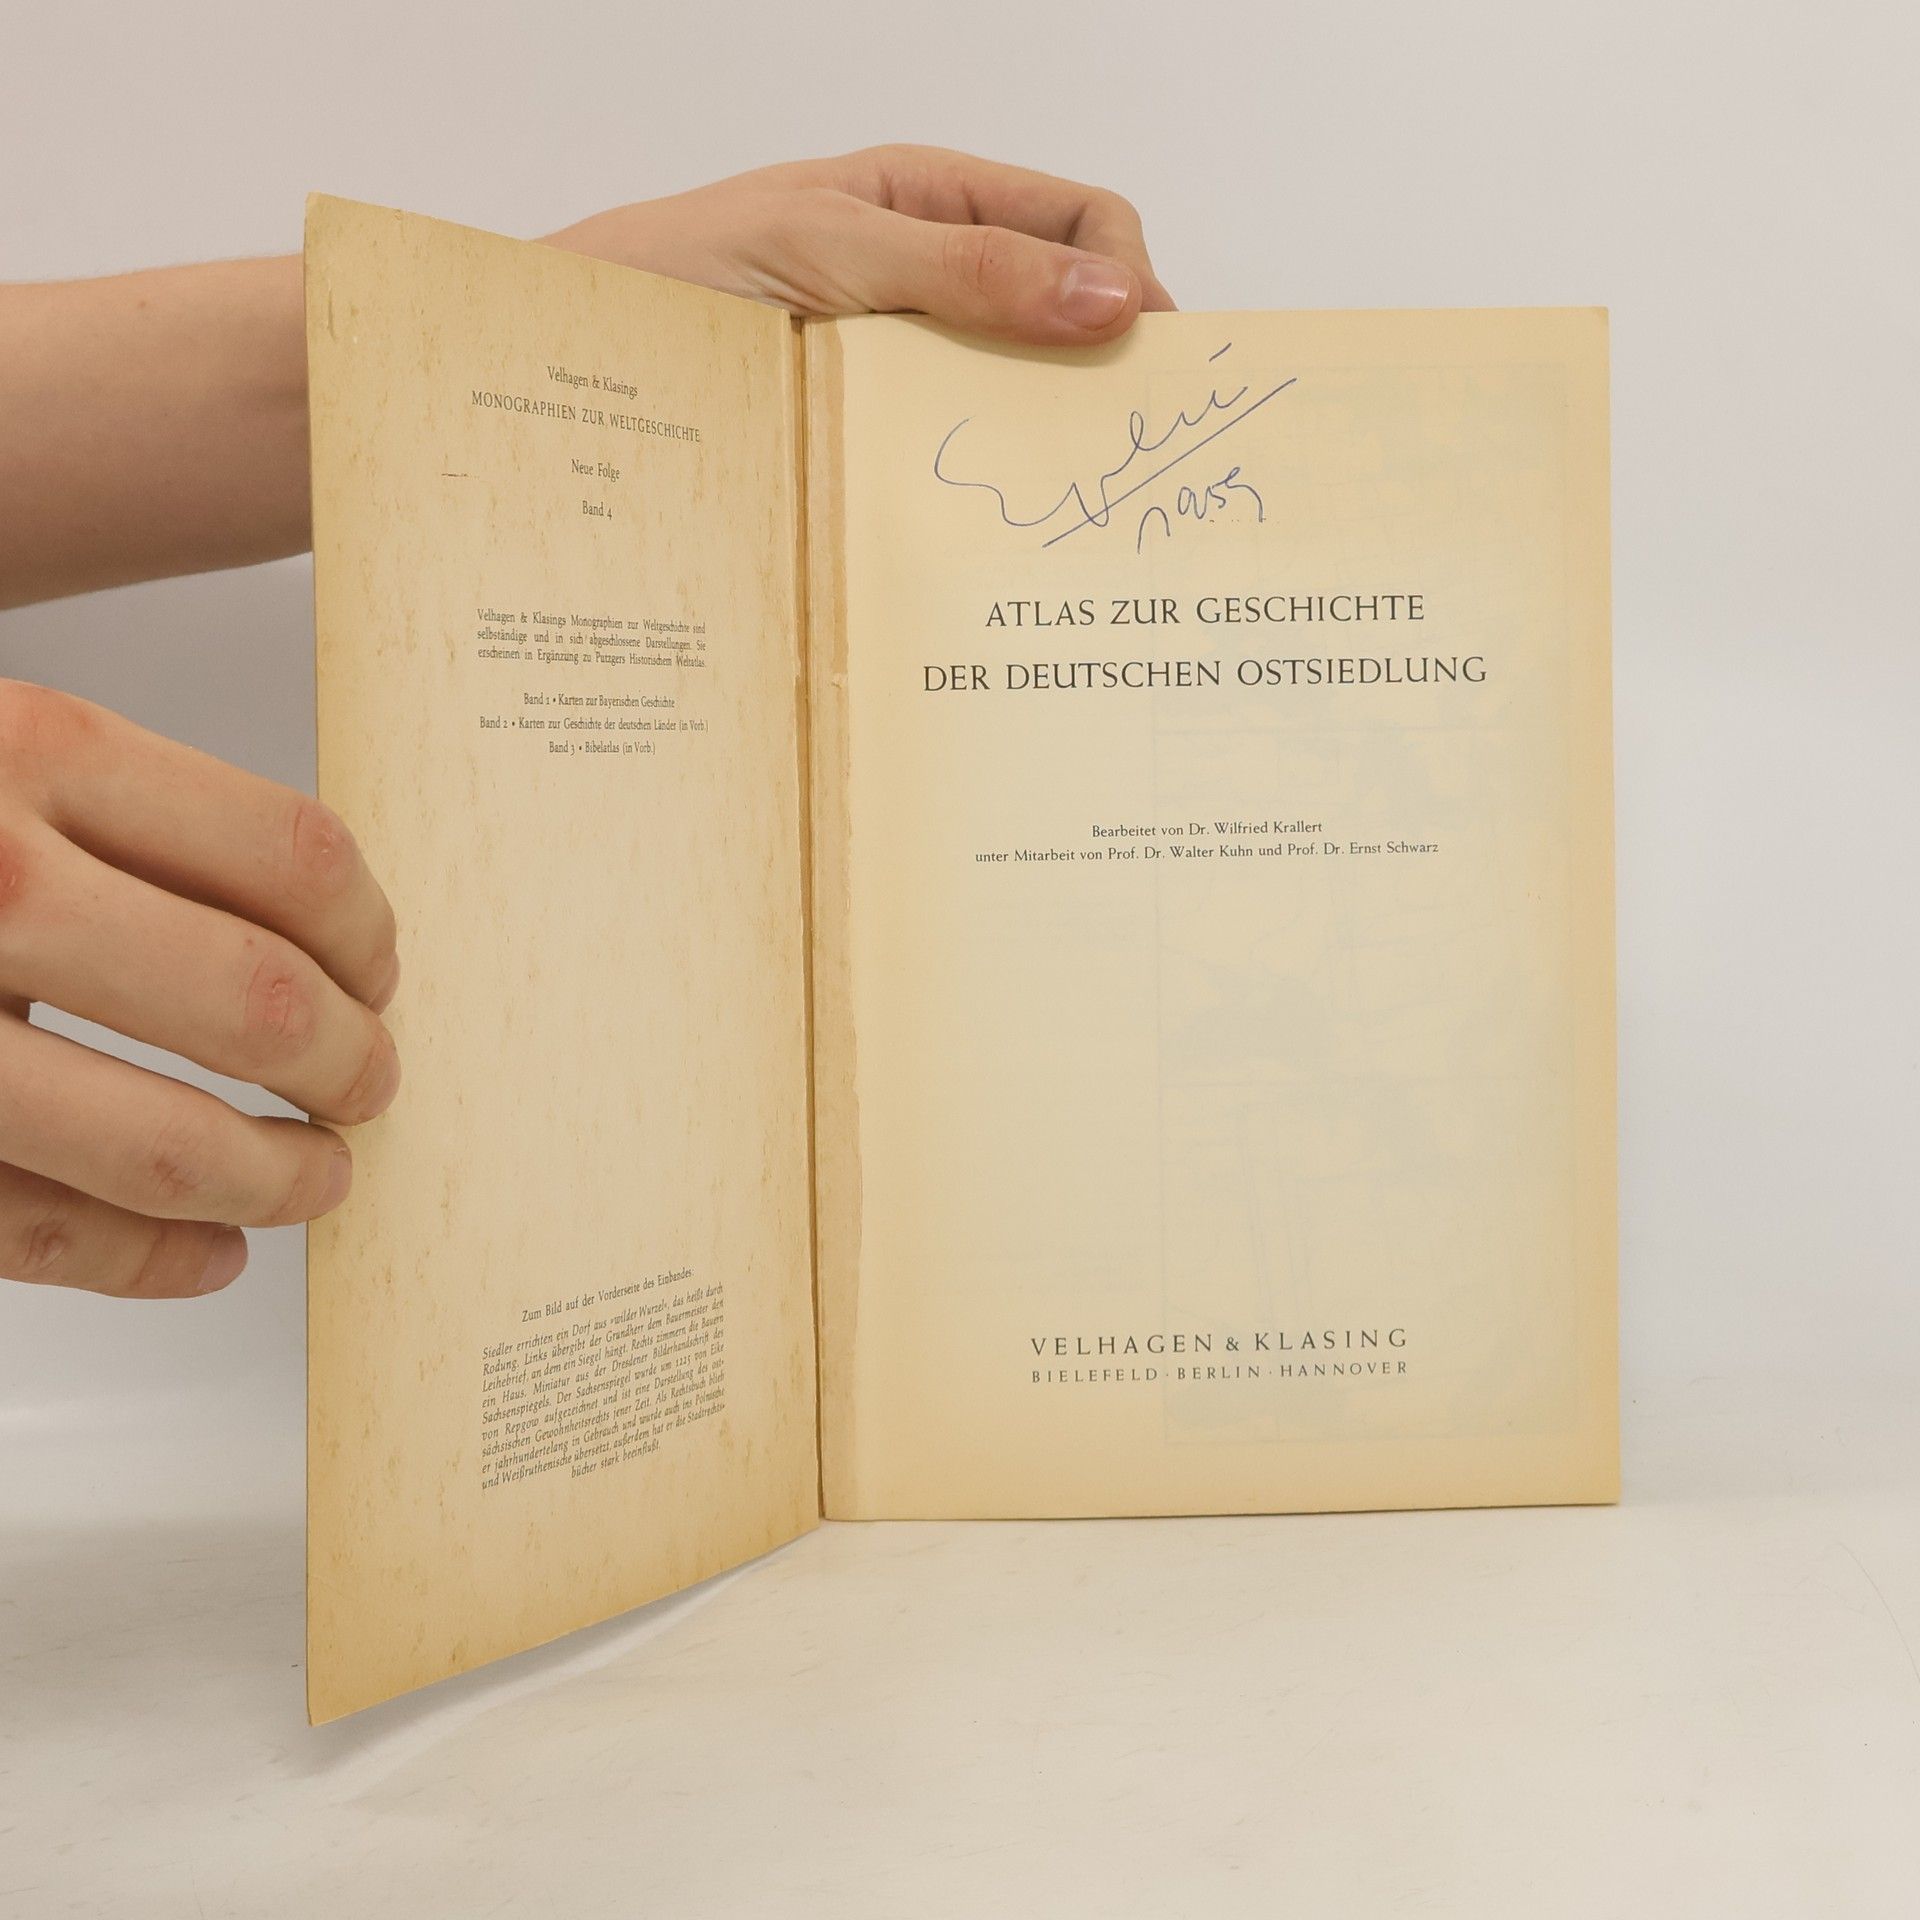 Velhagen & Klasings
MONOGRAPHIEN ZUR WELTGESCHICHTE
Neue Folge
Band 4
Velhagen & Klasings Monographien zur Weltgeschichte sind
selbständige und in sich abgeschlossene Darstellungen. Sie
erscheinen in Ergänzung zu Putzgers Historischem Weltatlas.
Band 1 • Karten zur Bayerischen Geschichte
Band 2 • Karten zur Geschichte der deutschen Länder (in Vorb.)
Band 3 • Bibelatlas (in Vorb.)
Zum Bild auf der Vorderseite des Einbandes:
Siedler errichten ein Dorf aus »wilder Wurzel«, das heißt durch
Rodung. Links übergibt der Grundherr dem Bauermeister den
Leihebrief, an dem ein Siegel hängt. Rechts zimmern die Bauern
ein Haus. Miniatur aus der Dresdener Bilderhandschrift des
Sachsenspiegels. Der Sachsenspiegel wurde um 1225 von Eike
von Repgow aufgezeichnet und ist eine Darstellung des ost-
sächsischen Gewohnheitsrechts jener Zeit. Als Rechtsbuch blieb
er jahrhundertelang in Gebrauch und wurde auch ins Polnische
und Weißruthenische übersetzt, außerdem hat er die Stadtrechts-
bücher stark beeinflußt.
1959
ATLAS ZUR GESCHICHTE
DER DEUTSCHEN OSTSIEDLUNG
Bearbeitet von Dr. Wilfried Krallert
unter Mitarbeit von Prof. Dr. Walter Kuhn und Prof. Dr. Ernst Schwarz
VELHAGEN & KLASING
BIELEFELD · BERLIN · HANNOVER